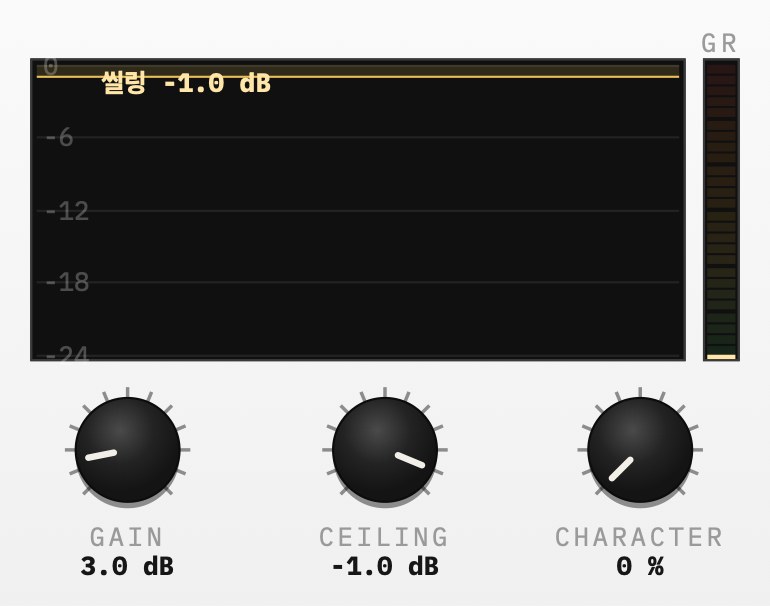 GR
0
씰링 -1.0 dB
-6
-12
-18
-24
GAIN CEILING CHARACTER
3.0 dB -1.0 dB 0 %